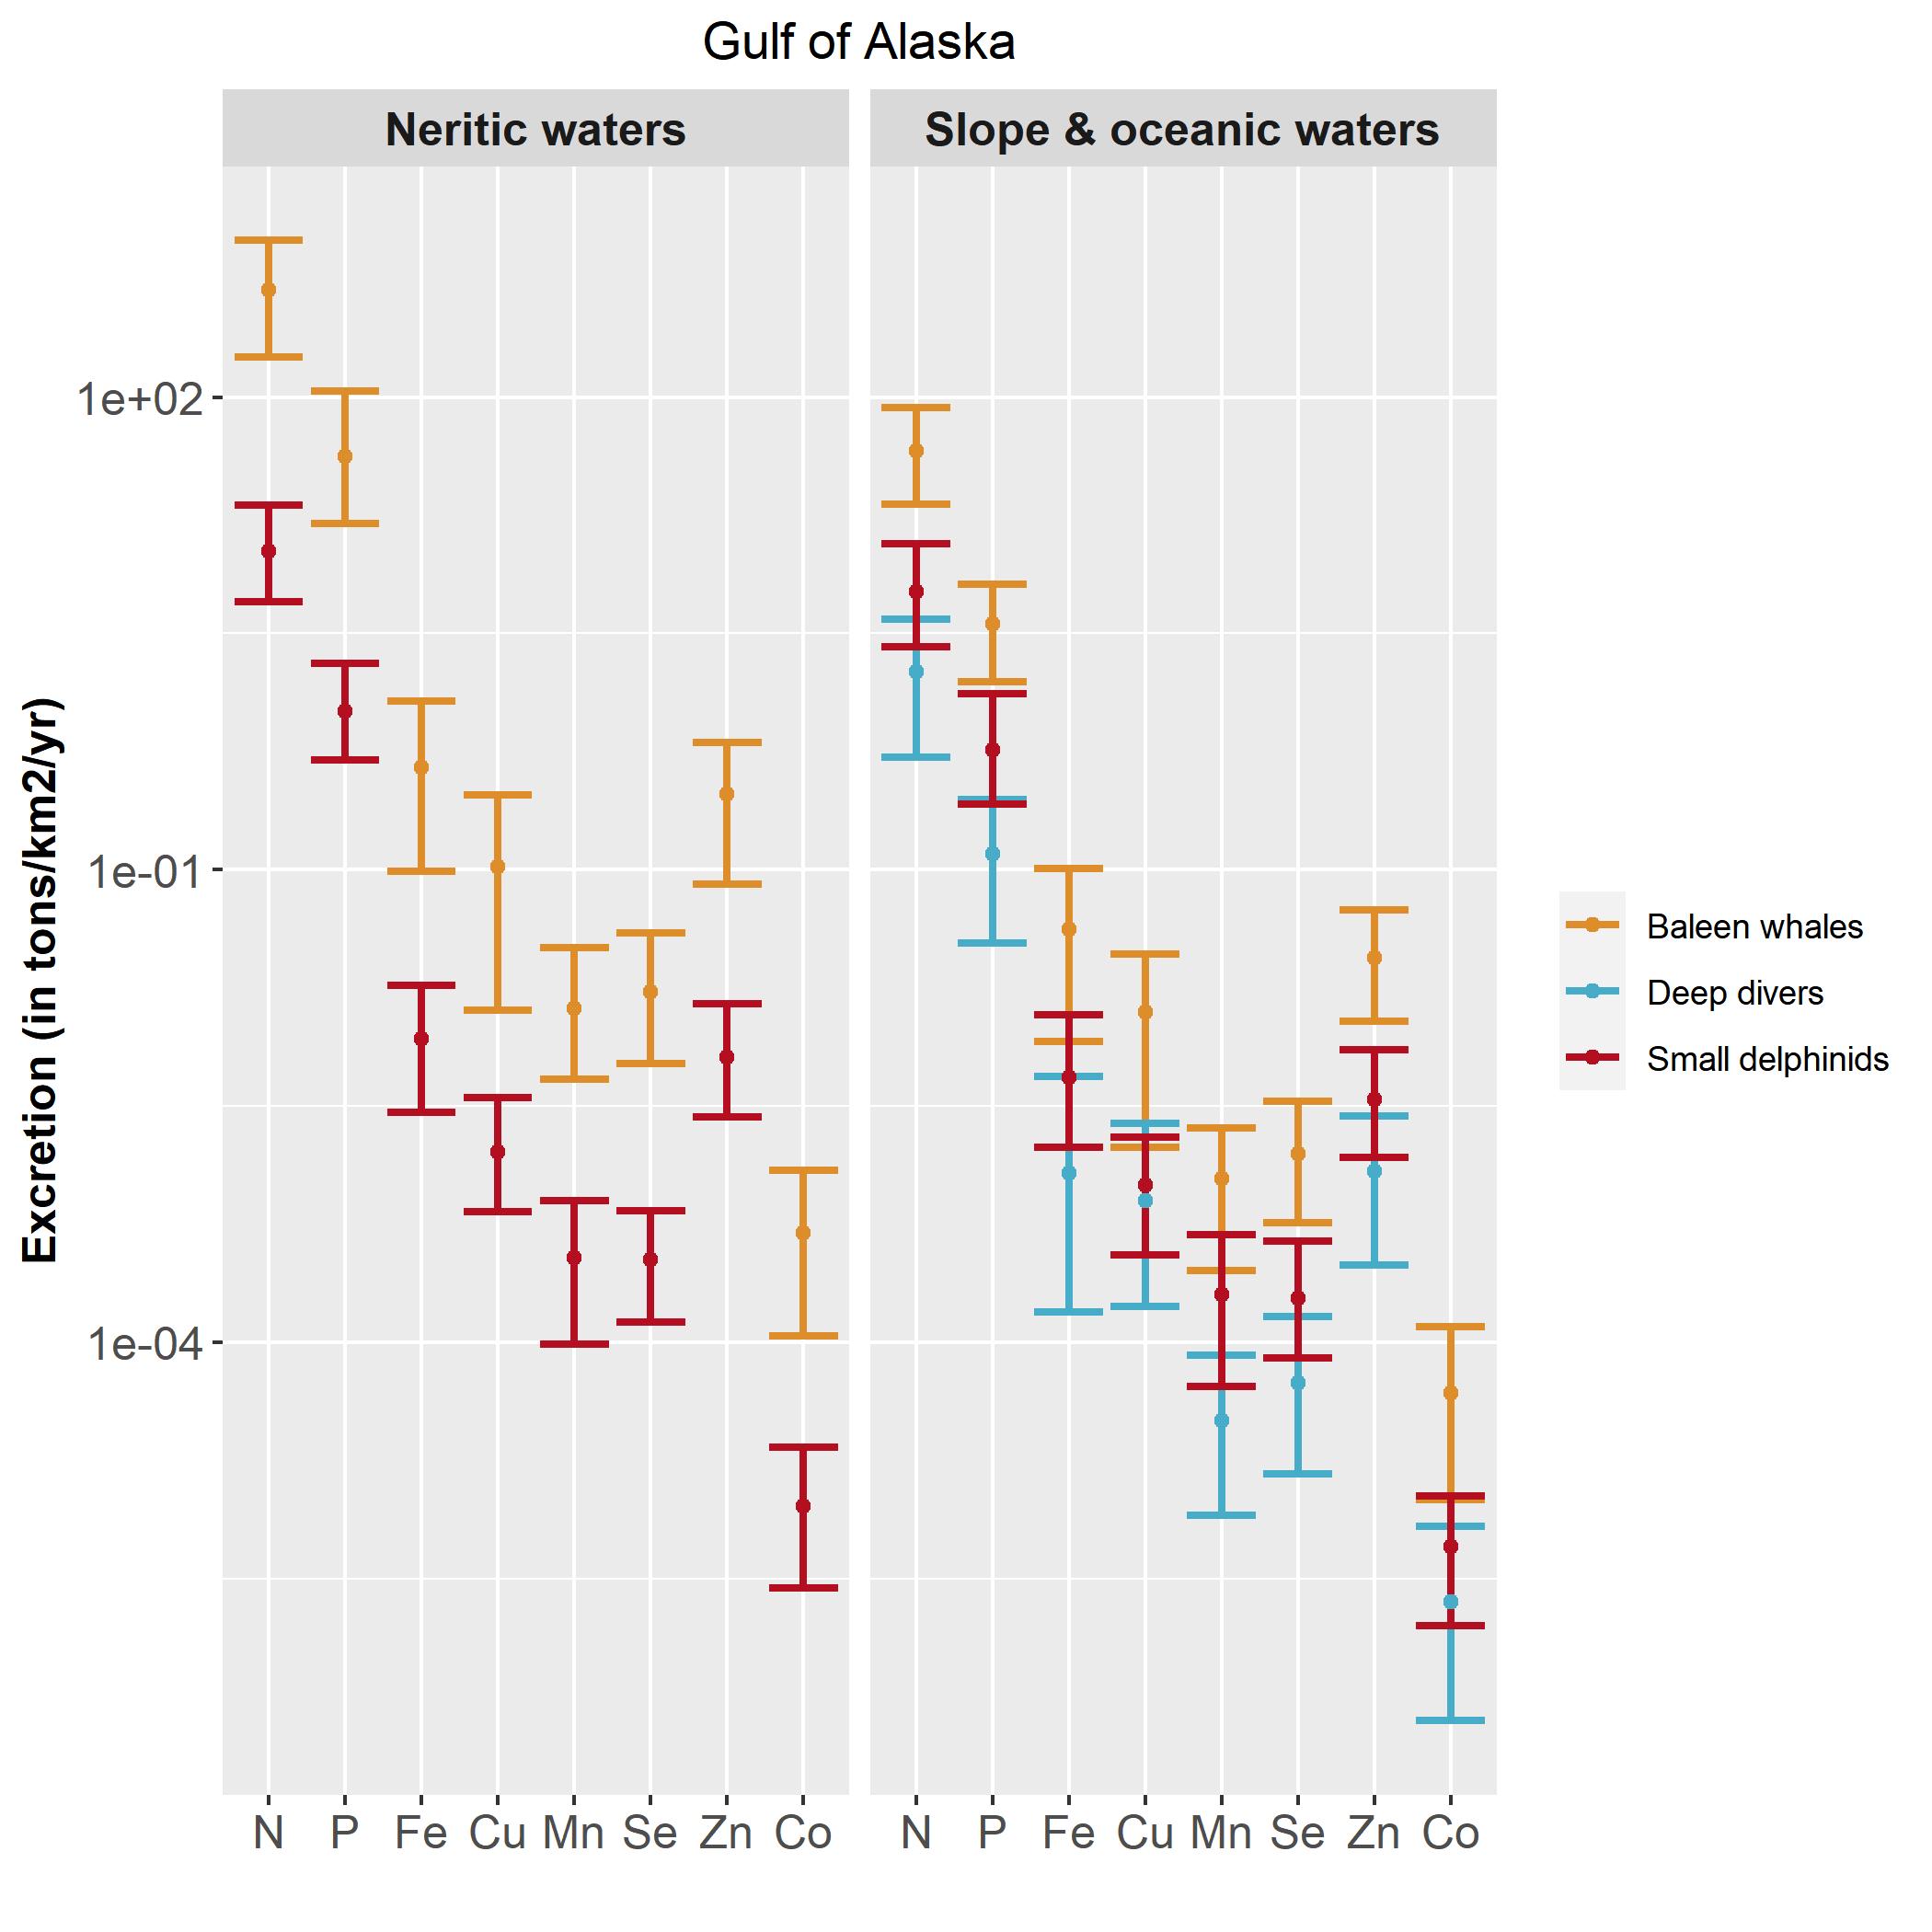 Gulf of Alaska
Neritic waters
Slope & oceanic waters
Excretion (in tons/km2/yr)
1e+02
1e-01
1e-04
N P Fe Cu Mn Se Zn Co
N P Fe Cu Mn Se Zn Co
Baleen whales
Deep divers
Small delphinids